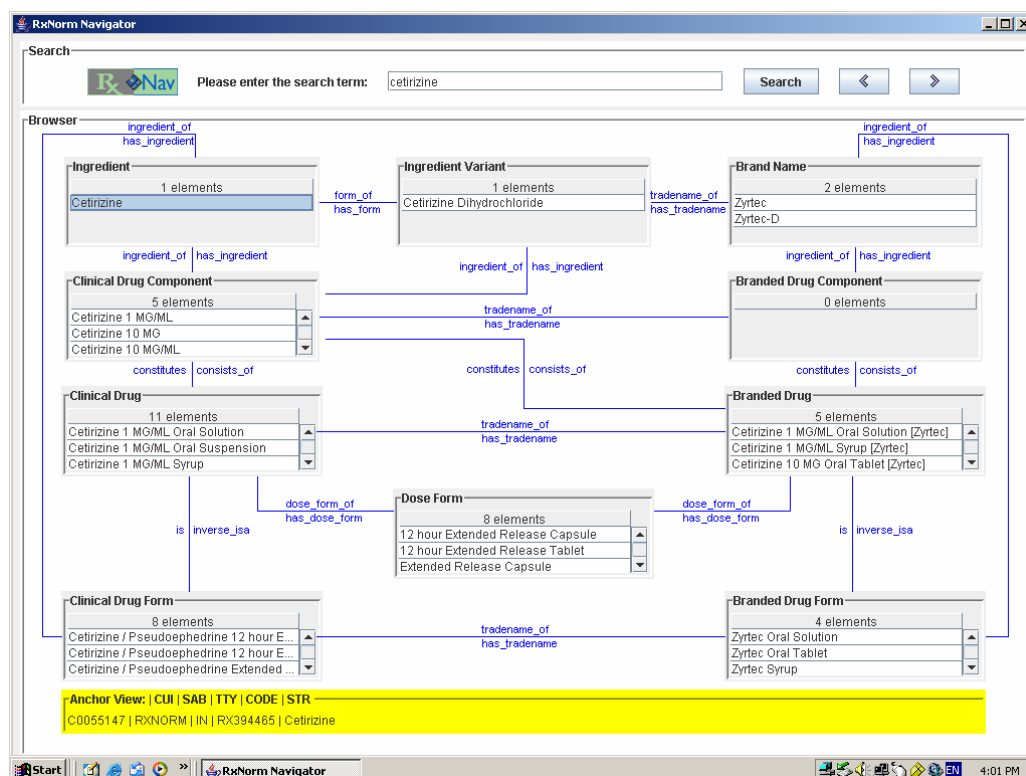 RxNorm Navigator
Search
Rx Nav
Please enter the search term: cetirizine Search
Browser
ingredient_of
has_ingredient
ingredient_of
has_ingredient
Ingredient
1 elements
Cetirizine
form_of
has_form
Ingredient Variant
1 elements
Cetirizine Dihydrochloride
tradename_of
has_tradename
Brand Name
2 elements
Zyrtec
Zyrtec-D
ingredient_of has_ingredient
ingredient_of has_ingredient
ingredient_of has_ingredient
Clinical Drug Component
5 elements
Cetirizine 1 MG/ML
Cetirizine 10 MG
Cetirizine 10 MG/ML
tradename_of
has_tradename
Branded Drug Component
0 elements
constitutes consists_of
constitutes consists_of
constitutes consists_of
Clinical Drug
11 elements
Cetirizine 1 MG/ML Oral Solution
Cetirizine 1 MG/ML Oral Suspension
Cetirizine 1 MG/ML Syrup
tradename_of
has_tradename
Branded Drug
5 elements
Cetirizine 1 MG/ML Oral Solution [Zyrtec]
Cetirizine 1 MG/ML Syrup [Zyrtec]
Cetirizine 10 MG Oral Tablet [Zyrtec]
dose_form_of
has_dose_form
Dose Form
8 elements
12 hour Extended Release Capsule
12 hour Extended Release Tablet
Extended Release Capsule
dose_form_of
has_dose_form
is inverse_isa
is inverse_isa
Clinical Drug Form
8 elements
Cetirizine / Pseudoephedrine 12 hour E...
Cetirizine / Pseudoephedrine 12 hour E...
Cetirizine / Pseudoephedrine Extended ...
tradename_of
has_tradename
Branded Drug Form
4 elements
Zyrtec Oral Solution
Zyrtec Oral Tablet
Zyrtec Syrup
Anchor View: | CUI | SAB | TTY | CODE | STR
C0055147 | RXNORM | IN | RX394465 | Cetirizine
Start » RxNorm Navigator EN 4:01 PM